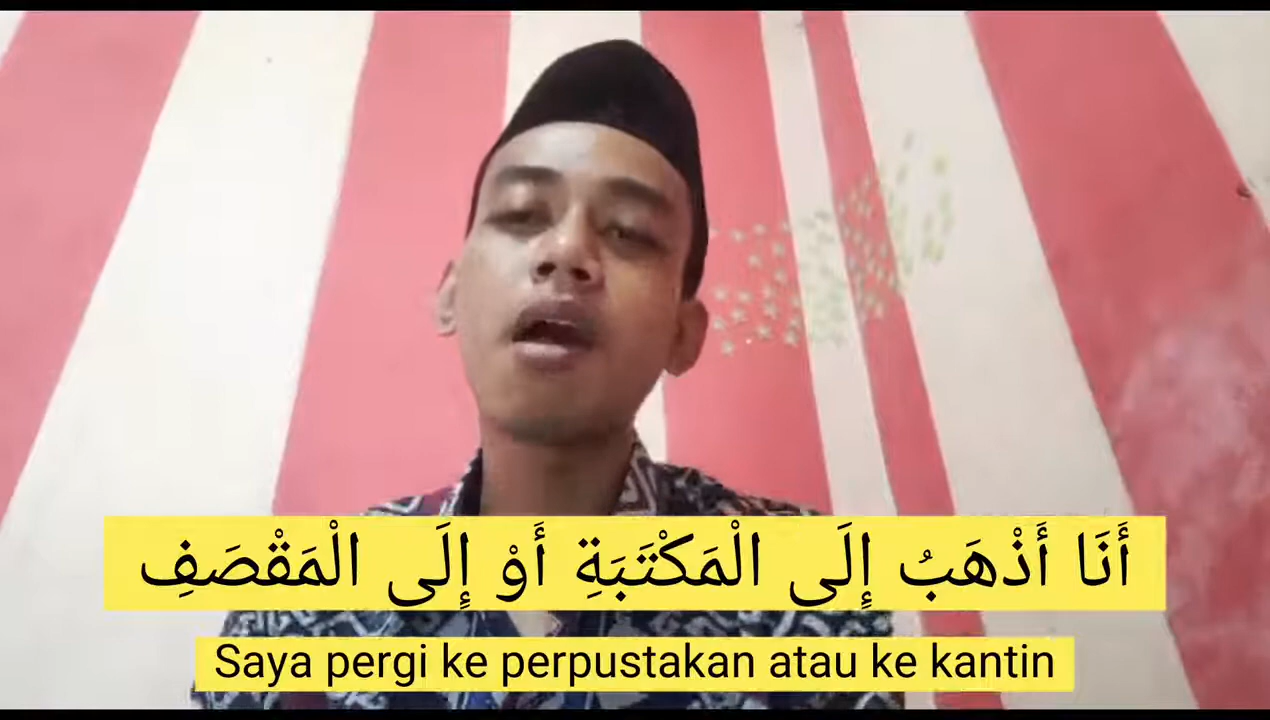 أَنَا أَذْهَبُ إِلَى الْمَكْتَبَةِ أَوْ إِلَى الْمَقْصَفِ
Saya pergi ke perpustakan atau ke kantin